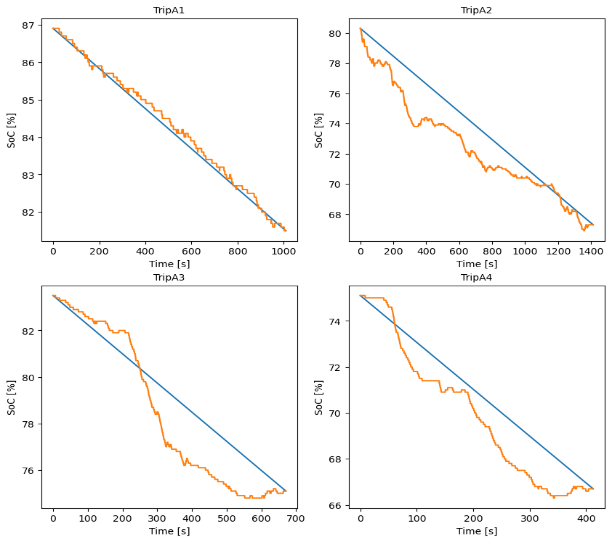 TripA1
87
86
85
84
83
82
SoC [%]
0 200 400 600 800 1000
Time [s]
TripA2
80
78
76
74
72
70
68
SoC [%]
0 200 400 600 800 1000 1200 1400
Time [s]
TripA3
82
80
78
76
SoC [%]
0 100 200 300 400 500 600 700
Time [s]
TripA4
74
72
70
68
66
SoC [%]
0 100 200 300 400
Time [s]